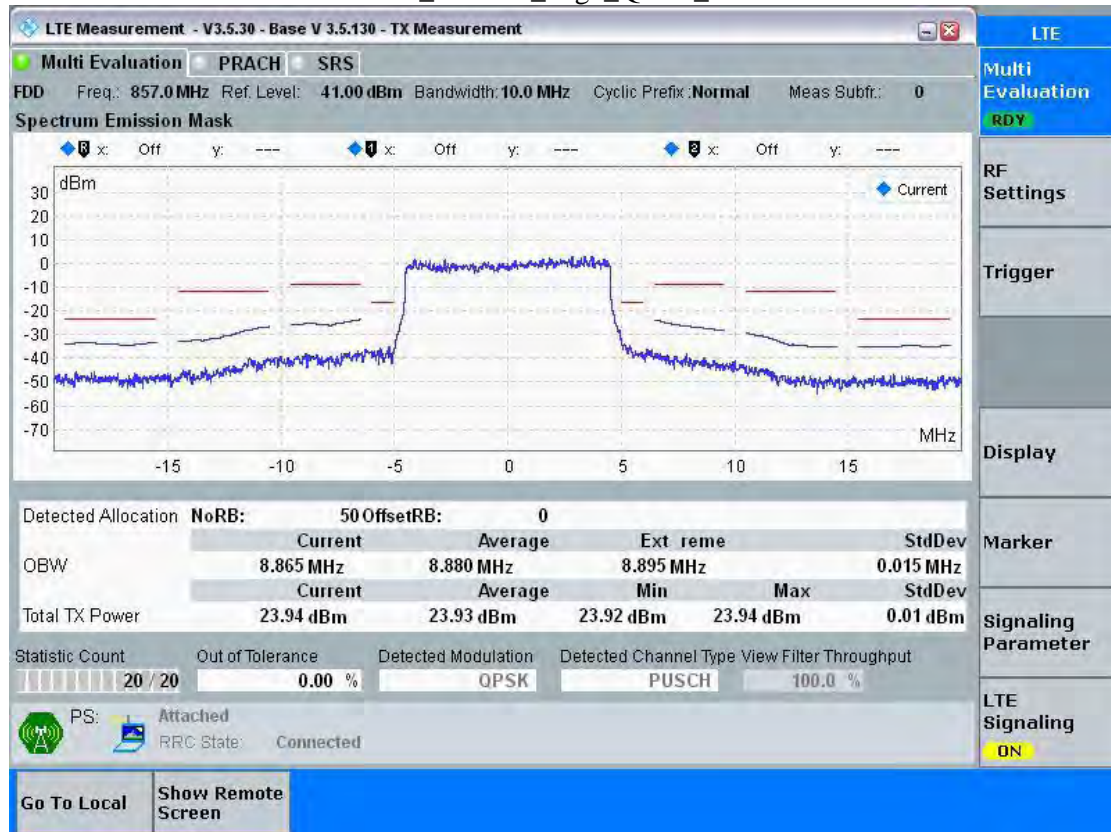 LTE Measurement - V3.5.30 - Base V 3.5.130 - TX Measurement
LTE
Multi Evaluation PRACH SRS
Multi Evaluation
RDY
FDD Freq.: 857.0 MHz Ref. Level: 41.00 dBm Bandwidth: 10.0 MHz Cyclic Prefix : Normal Meas Subfr.: 0
Spectrum Emission Mask
R x: Off y: --- 1 x: Off y: --- 2 x: Off y: ---
dBm
Current
30
20
10
0
-10
-20
-30
-40
-50
-60
-70
MHz
-15 -10 -5 0 5 10 15
RF Settings
Trigger
Display
Marker
Signaling Parameter
LTE Signaling
ON
Detected Allocation NoRB: 50 OffsetRB: 0
Current Average Ext reme StdDev
OBW 8.865 MHz 8.880 MHz 8.895 MHz 0.015 MHz
Current Average Min Max StdDev
Total TX Power 23.94 dBm 23.93 dBm 23.92 dBm 23.94 dBm 0.01 dBm
Statistic Count Out of Tolerance Detected Modulation Detected Channel Type View Filter Throughput
20 / 20 0.00 % QPSK PUSCH 100.0 %
PS: Attached
RRC State: Connected
Go To Local Show Remote Screen